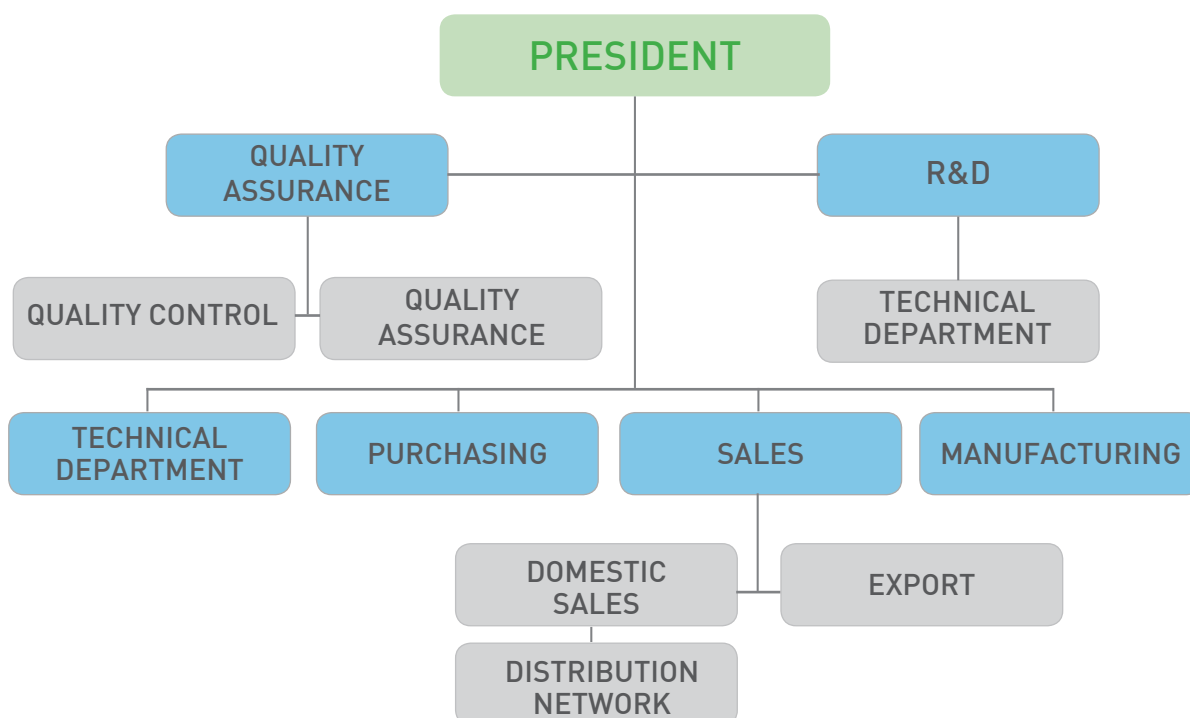 PRESIDENT
QUALITY
ASSURANCE
R&D
QUALITY CONTROL
QUALITY
ASSURANCE
TECHNICAL
DEPARTMENT
TECHNICAL
DEPARTMENT
PURCHASING
SALES
MANUFACTURING
DOMESTIC
SALES
EXPORT
DISTRIBUTION
NETWORK